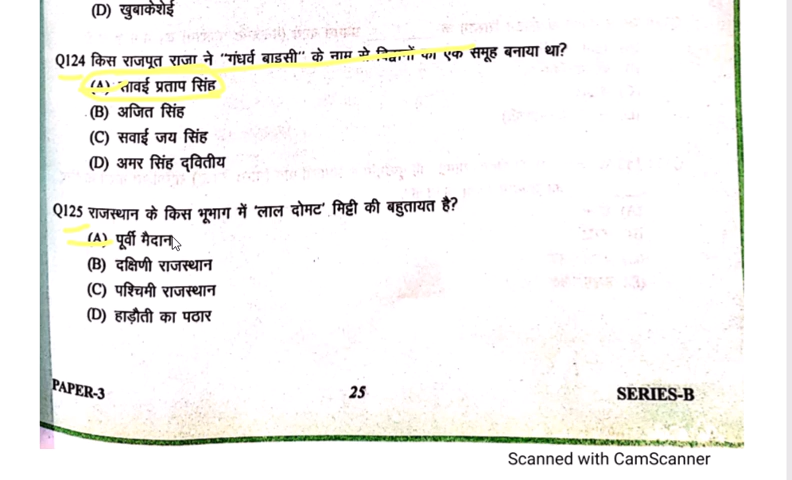 (D) खुबाकेशेई
Q124 किस राजपूत राजा ने "गंधर्व बाइसी" के नाम से विद्वानों का एक समूह बनाया था?
(A) सवाई प्रताप सिंह
(B) अजित सिंह
(C) सवाई जय सिंह
(D) अमर सिंह द्वितीय
Q125 राजस्थान के किस भूभाग में 'लाल दोमट' मिट्टी की बहुतायत है?
(A) पूर्वी मैदान
(B) दक्षिणी राजस्थान
(C) पश्चिमी राजस्थान
(D) हाड़ौती का पठार
PAPER-3 25 SERIES-B
Scanned with CamScanner